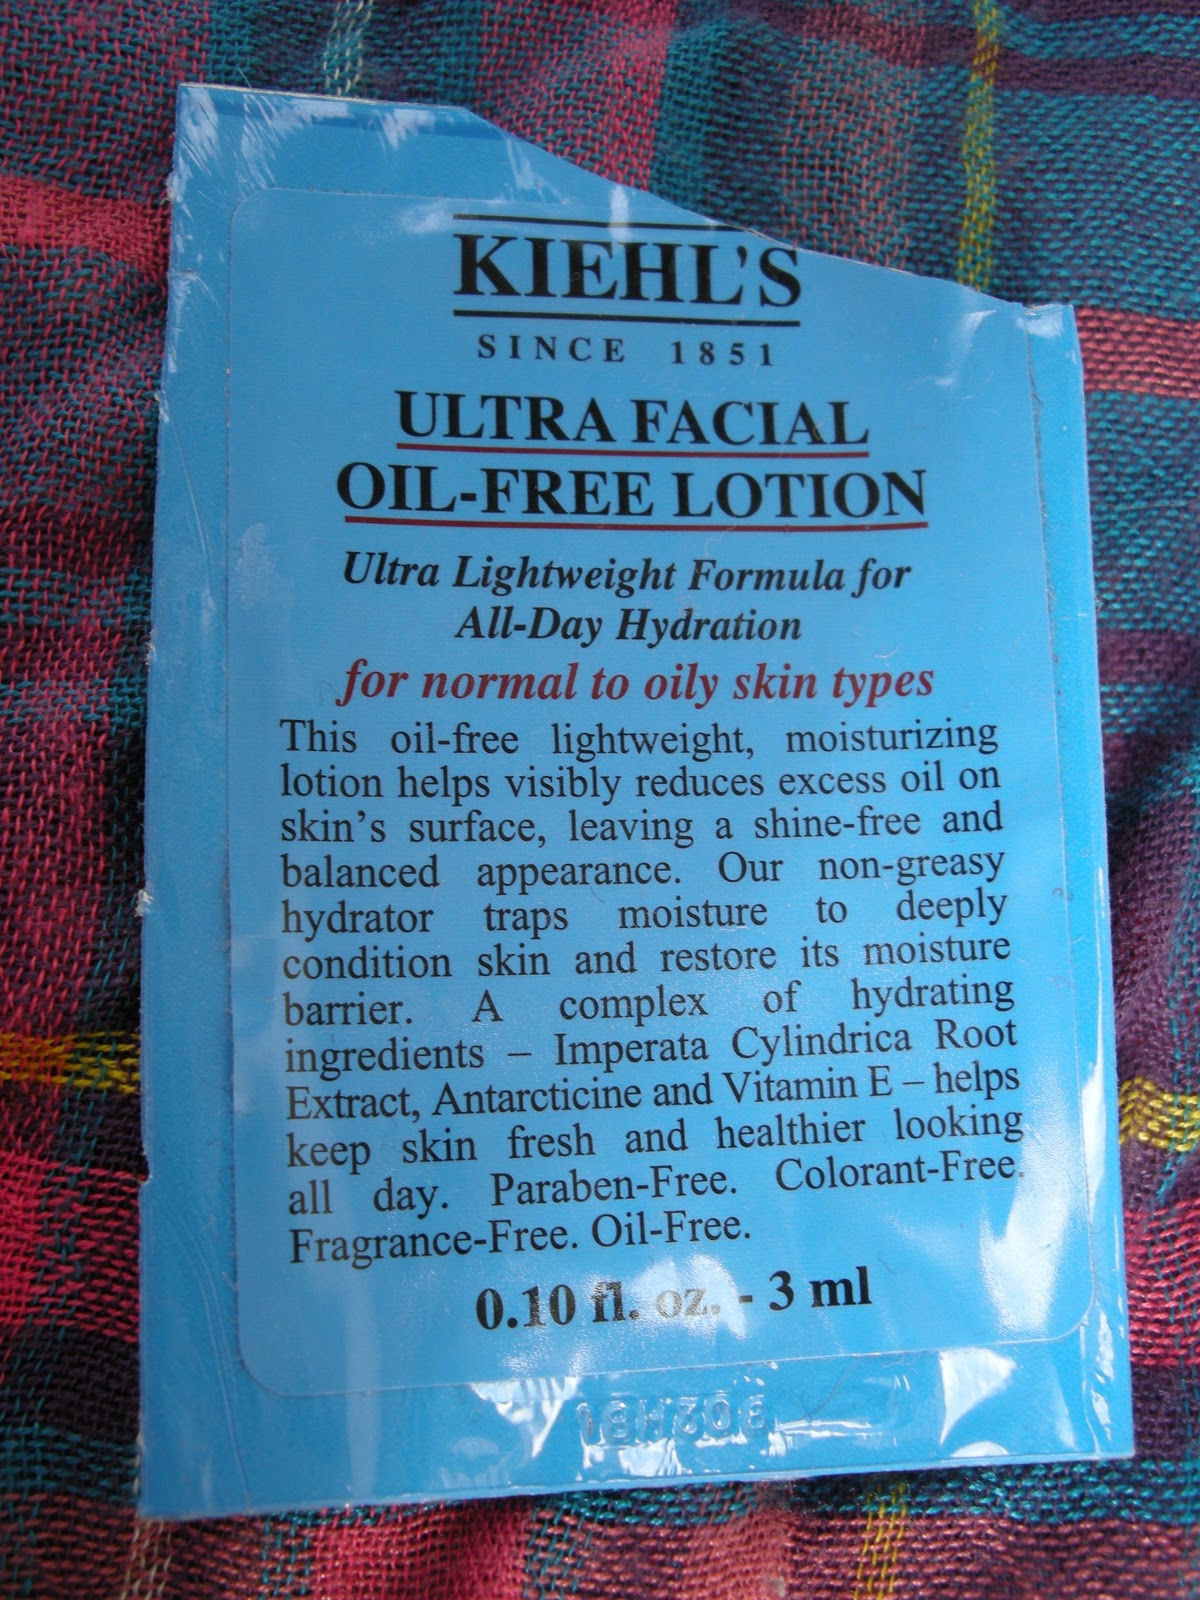 KIEHL'S
SINCE 1851
ULTRA FACIAL
OIL-FREE LOTION
Ultra Lightweight Formula for
All-Day Hydration
for normal to oily skin types
This oil-free lightweight, moisturizing
lotion helps visibly reduces excess oil on
skin's surface, leaving a shine-free and
balanced appearance. Our non-greasy
hydrator traps moisture to deeply
condition skin and restore its moisture
barrier. A complex of hydrating
ingredients – Imperata Cylindrica Root
Extract, Antarcticine and Vitamin E – helps
keep skin fresh and healthier looking
all day. Paraben-Free. Colorant-Free.
Fragrance-Free. Oil-Free.
0.10 fl. oz. - 3 ml